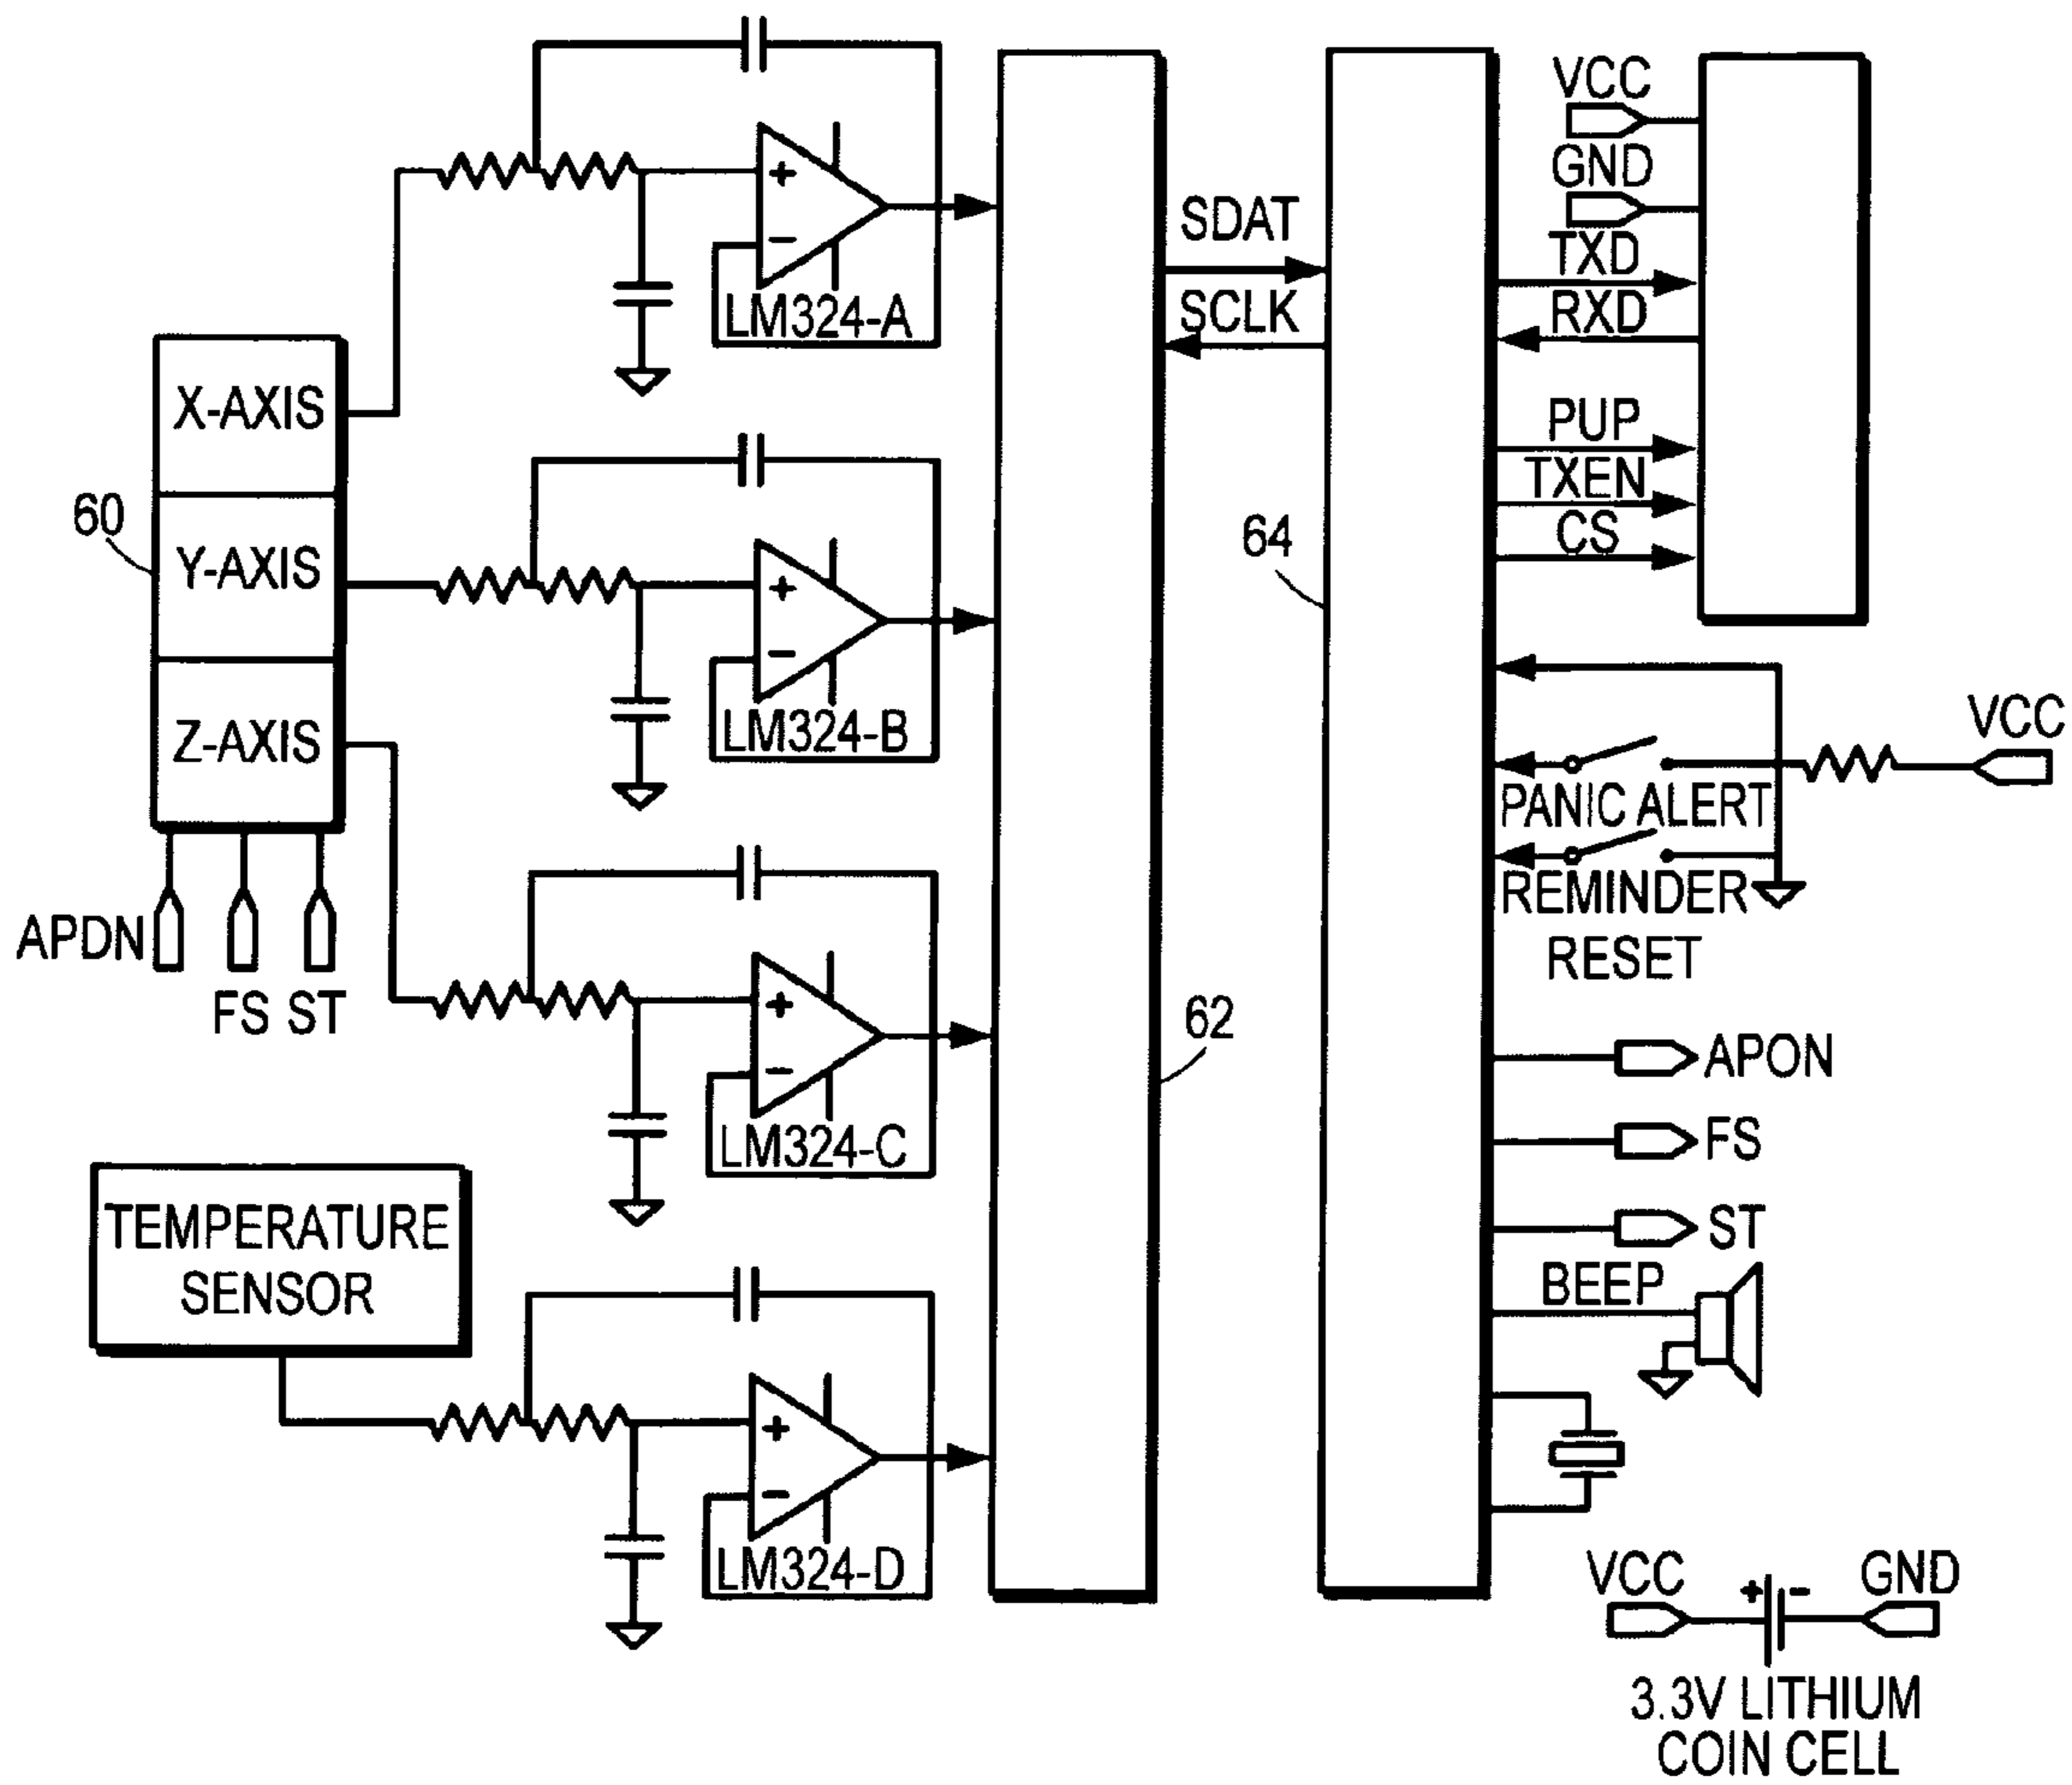 X-AXIS
Y-AXIS
Z-AXIS
60
APDN
FS ST
TEMPERATURE
SENSOR
+
−
LM324-A
+
−
LM324-B
+
−
LM324-C
+
−
LM324-D
62
SDAT
SCLK
64
VCC
GND
TXD
RXD
PUP
TXEN
CS
VCC
PANIC ALERT
REMINDER
RESET
APON
FS
ST
BEEP
VCC + - GND
3.3V LITHIUM
COIN CELL